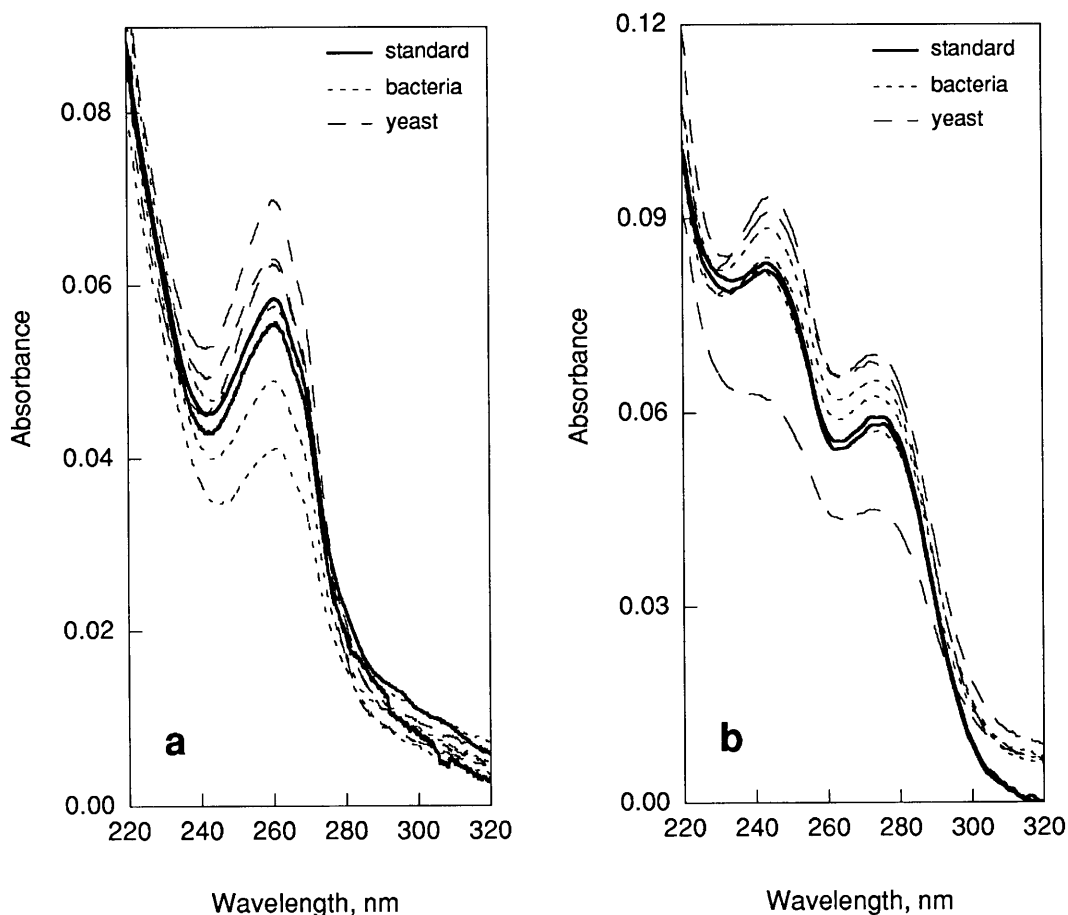 standard
bacteria
yeast
0.08
0.06
0.04
0.02
0.00
Absorbance
a
220 240 260 280 300 320
Wavelength, nm
0.12
standard
bacteria
yeast
0.09
0.06
0.03
0.00
Absorbance
b
220 240 260 280 300 320
Wavelength, nm